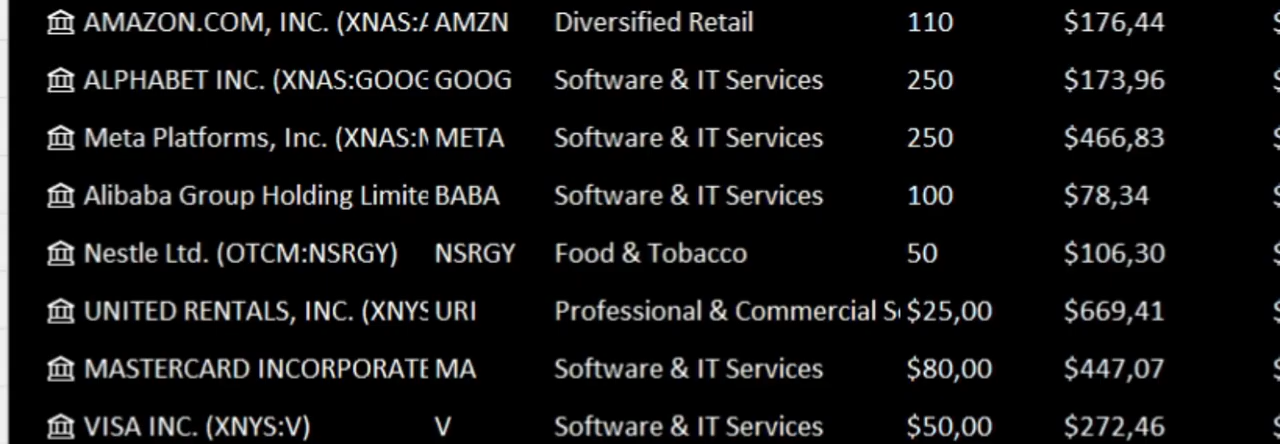 AMAZON.COM, INC. (XNAS:A AMZN Diversified Retail 110 $176,44 $
ALPHABET INC. (XNAS:GOOG GOOG Software & IT Services 250 $173,96 $
Meta Platforms, Inc. (XNAS:M META Software & IT Services 250 $466,83 $
Alibaba Group Holding Limite BABA Software & IT Services 100 $78,34 $
Nestle Ltd. (OTCM:NSRGY) NSRGY Food & Tobacco 50 $106,30 $
UNITED RENTALS, INC. (XNYS URI Professional & Commercial Se $25,00 $669,41 $
MASTERCARD INCORPORATE MA Software & IT Services $80,00 $447,07 $
VISA INC. (XNYS:V) V Software & IT Services $50,00 $272,46 $